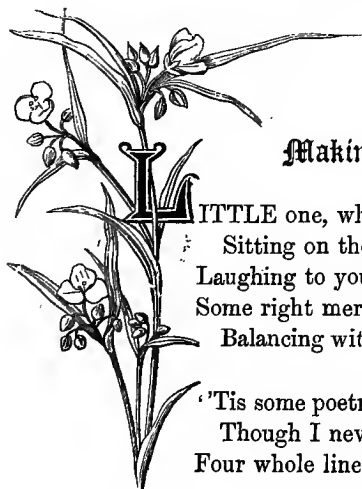 Makin
LITTLE one, wh
Sitting on the
Laughing to you
Some right mer
Balancing wit
‘'Tis some poetr
Though I nev
Four whole line